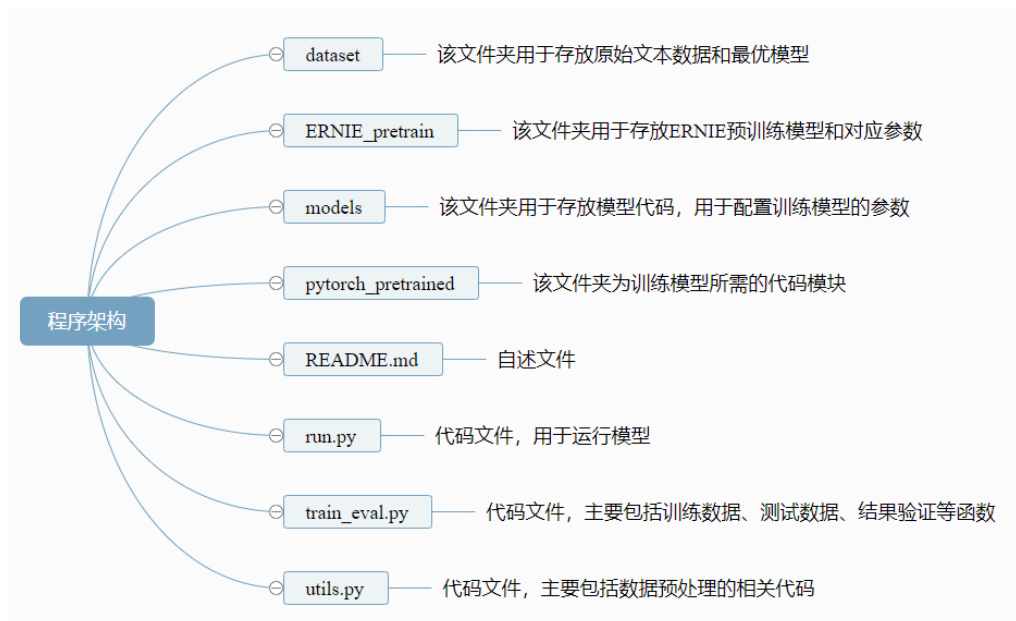 dataset 该文件夹用于存放原始文本数据和最优模型
ERNIE_pretrain 该文件夹用于存放ERNIE预训练模型和对应参数
models 该文件夹用于存放模型代码，用于配置训练模型的参数
pytorch_pretrained 该文件夹为训练模型所需的代码模块
程序架构
README.md 自述文件
run.py 代码文件，用于运行模型
train_eval.py 代码文件，主要包括训练数据、测试数据、结果验证等函数
utils.py 代码文件，主要包括数据预处理的相关代码